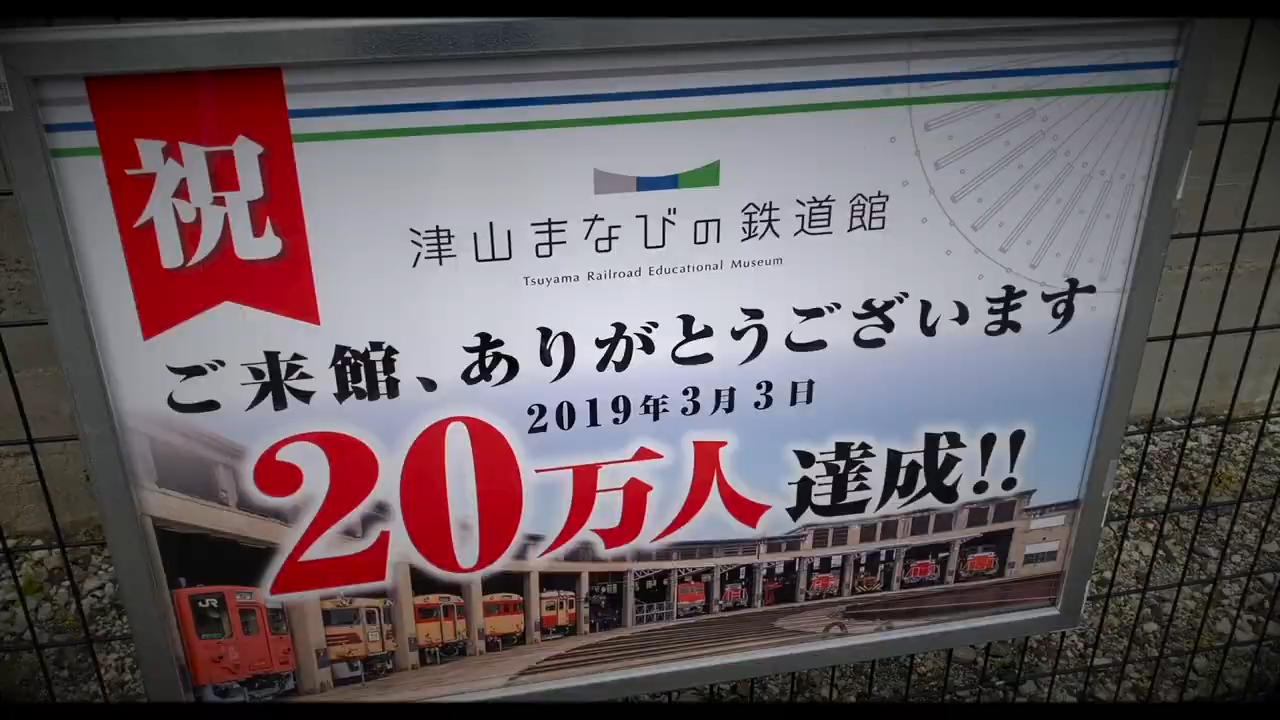 祝
津山まなびの鉄道館
Tsuyama Railroad Educational Museum
ご来館、ありがとうございます
2019年3月3日
20万人達成!!
JR